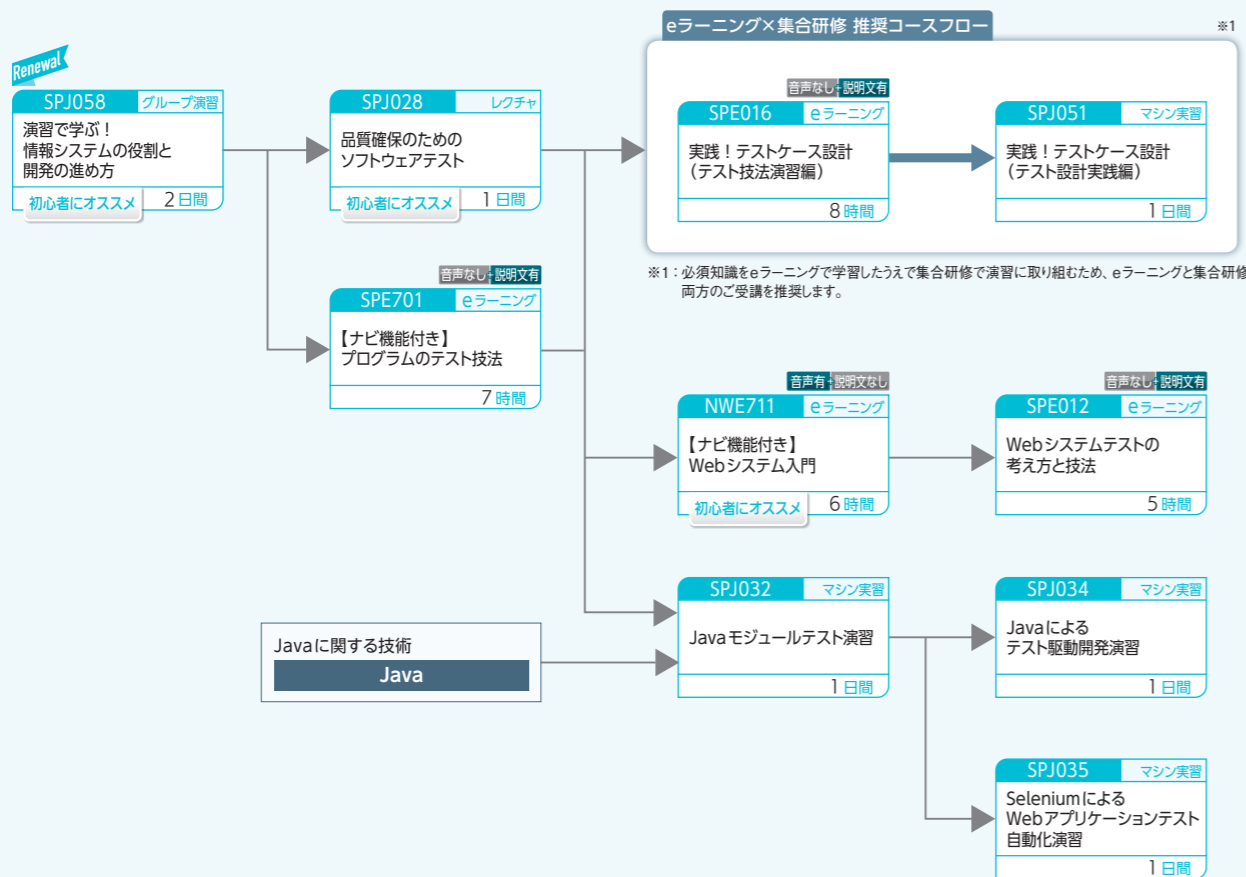 eラーニング×集合研修 推奨コースフロー
※1
Renewal
SPJ058 グループ演習
演習で学ぶ！
情報システムの役割と
開発の進め方
初心者にオススメ 2日間
SPJ028 レクチャ
品質確保のための
ソフトウェアテスト
初心者にオススメ 1日間
音声なし+説明文有
SPE016 eラーニング
実践！テストケース設計
（テスト技法演習編）
8時間
SPJ051 マシン実習
実践！テストケース設計
（テスト設計実践編）
1日間
※1：必須知識をeラーニングで学習したうえで集合研修で演習に取り組むため、eラーニングと集合研修
両方のご受講を推奨します。
音声なし+説明文有
SPE701 eラーニング
【ナビ機能付き】
プログラムのテスト技法
7時間
音声有+説明文なし
NWE711 eラーニング
【ナビ機能付き】
Webシステム入門
初心者にオススメ 6時間
音声なし+説明文有
SPE012 eラーニング
Webシステムテストの
考え方と技法
5時間
Javaに関する技術
Java
SPJ032 マシン実習
Javaモジュールテスト演習
1日間
SPJ034 マシン実習
Javaによる
テスト駆動開発演習
1日間
SPJ035 マシン実習
Seleniumによる
Webアプリケーションテスト
自動化演習
1日間